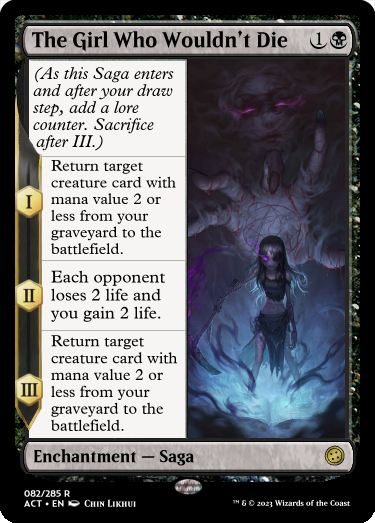 The Girl Who Wouldn't Die 1
(As this Saga enters
and after your draw
step, add a lore
counter. Sacrifice
after III.)
I
Return target
creature card with
mana value 2 or
less from your
graveyard to the
battlefield.
II
Each opponent
loses 2 life and
you gain 2 life.
III
Return target
creature card with
mana value 2 or
less from your
graveyard to the
battlefield.
Enchantment — Saga
082/285 R
ACT • EN Chin Likhui
™ & © 2023 Wizards of the Coast